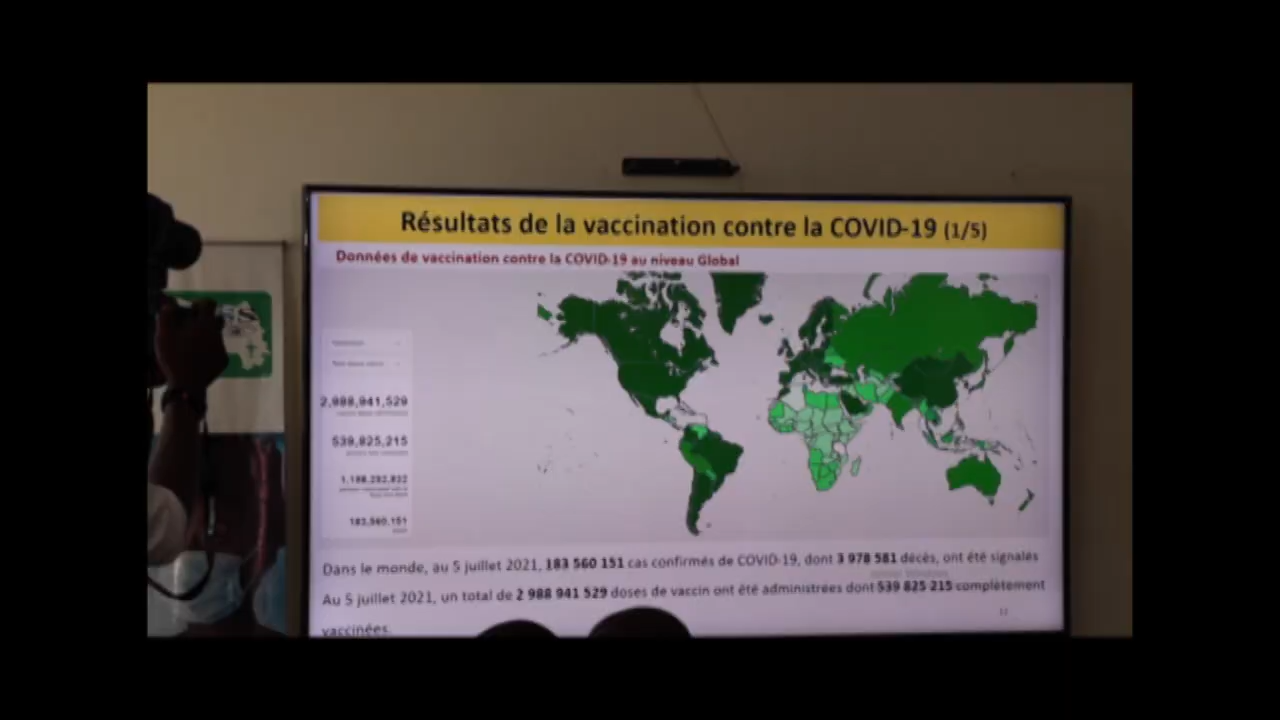 Résultats de la vaccination contre la COVID-19 (1/5)
Données de vaccination contre la COVID-19 au niveau Global
2,988,941,529
539,825,215
183,560,151
Dans le monde, au 5 juillet 2021, 183 560 151 cas confirmés de COVID-19, dont 3 978 581 décès, ont été signalés
Au 5 juillet 2021, un total de 2 988 941 529 doses de vaccin ont été administrées dont 539 825 215 complètement
vaccinées